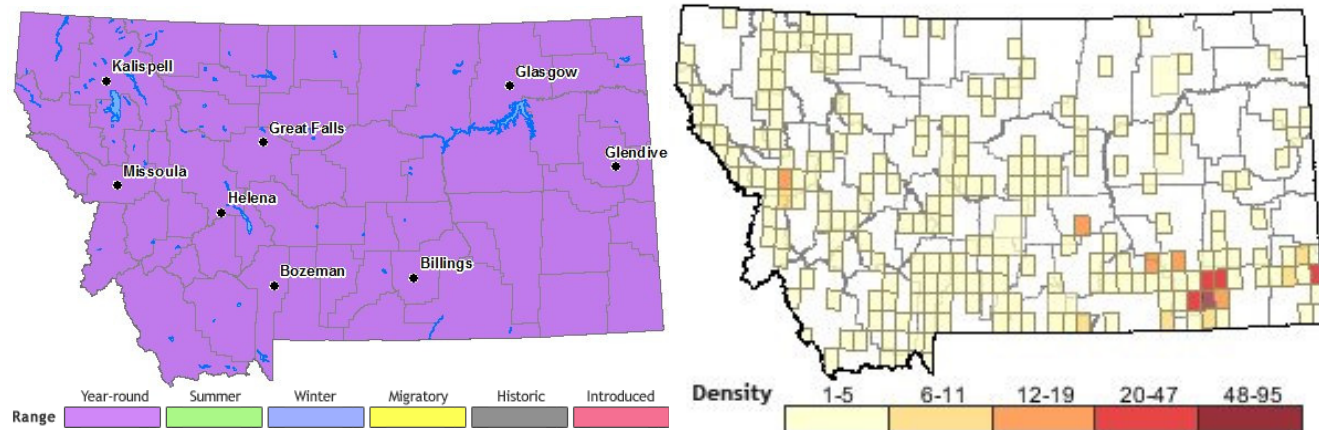 Kalispell
Glasgow
Great Falls
Glendive
Missoula
Helena
Bozeman
Billings
Range Year-round Summer Winter Migratory Historic Introduced
Density 1-5 6-11 12-19 20-47 48-95